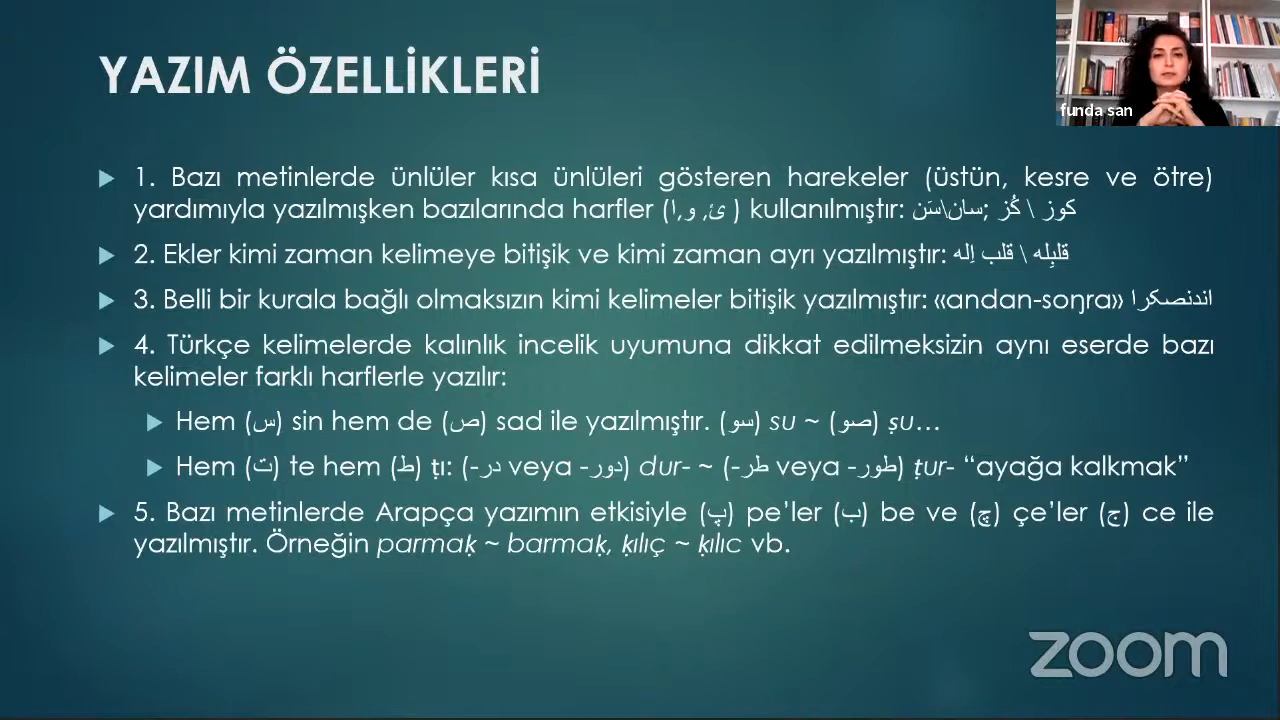 YAZIM ÖZELLİKLERİ
funda san
1. Bazı metinlerde ünlüler kısa ünlüleri gösteren harekeler (üstün, kesre ve ötre)
yardımıyla yazılmışken bazılarında harfler (ا, و, ئ ) kullanılmıştır: سان\سَن; كوز \ كُز
2. Ekler kimi zaman kelimeye bitişik ve kimi zaman ayrı yazılmıştır: قلبِله \ قلب اِله
3. Belli bir kurala bağlı olmaksızın kimi kelimeler bitişik yazılmıştır: «andan-soŋra» اندنصكرا
4. Türkçe kelimelerde kalınlık incelik uyumuna dikkat edilmeksizin aynı eserde bazı
kelimeler farklı harflerle yazılır:
Hem (س) sin hem de (ص) sad ile yazılmıştır. (سو) su ~ (صو) ṣu…
Hem (ت) te hem (ط) ṭı: (در- veya دور-) dur- ~ (طر- veya طور-) ṭur- “ayağa kalkmak”
5. Bazı metinlerde Arapça yazımın etkisiyle (پ) pe’ler (ب) be ve (چ) çe’ler (ج) ce ile
yazılmıştır. Örneğin parmaḳ ~ barmaḳ, ḳılıç ~ ḳılıc vb.
zoom